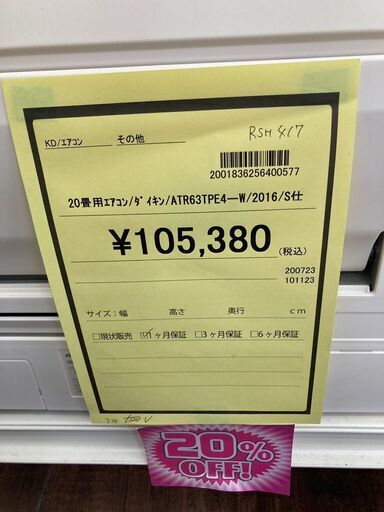 RSH 417
KD/エアコン その他
2001836256400577
20畳用エアコン/ダイキン/ATR63TPE4—W/2016/S仕
¥105,380(税込)
200723
101123
サイズ:幅 高さ 奥行 cm
□現状販売 ☑1ヶ月保証 □3ヶ月保証 □6ヶ月保証
20%
OFF!